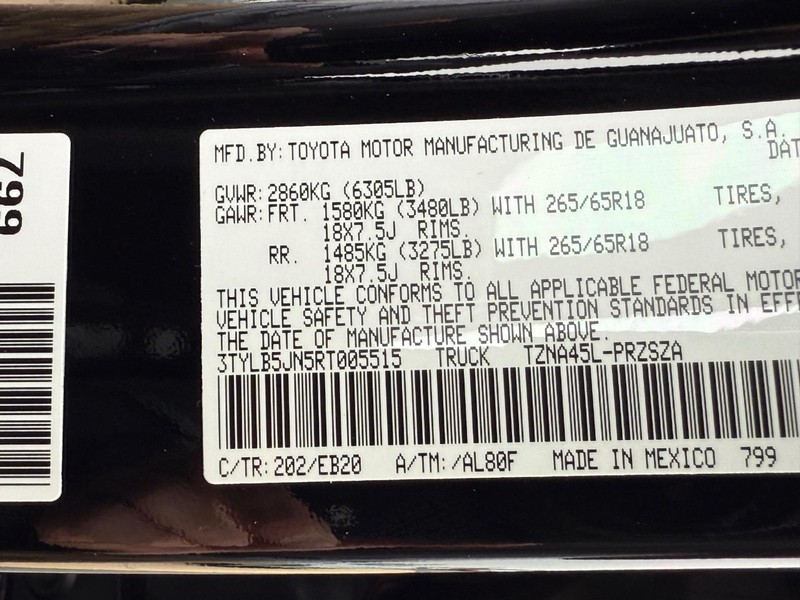 799
MFD.BY:TOYOTA MOTOR MANUFACTURING DE GUANAJUATO, S.A.
DAT
GVWR:2860KG (6305LB)
GAWR:FRT. 1580KG (3480LB) WITH 265/65R18 TIRES,
18X7.5J RIMS.
RR. 1485KG (3275LB) WITH 265/65R18 TIRES,
18X7.5J RIMS.
THIS VEHICLE CONFORMS TO ALL APPLICABLE FEDERAL MOTOR
VEHICLE SAFETY AND THEFT PREVENTION STANDARDS IN EFFE
THE DATE OF MANUFACTURE SHOWN ABOVE.
3TYLB5JN5RT005515 TRUCK TZNA45L-PRZSZA
C/TR:202/EB20 A/TM:/AL80F MADE IN MEXICO 799